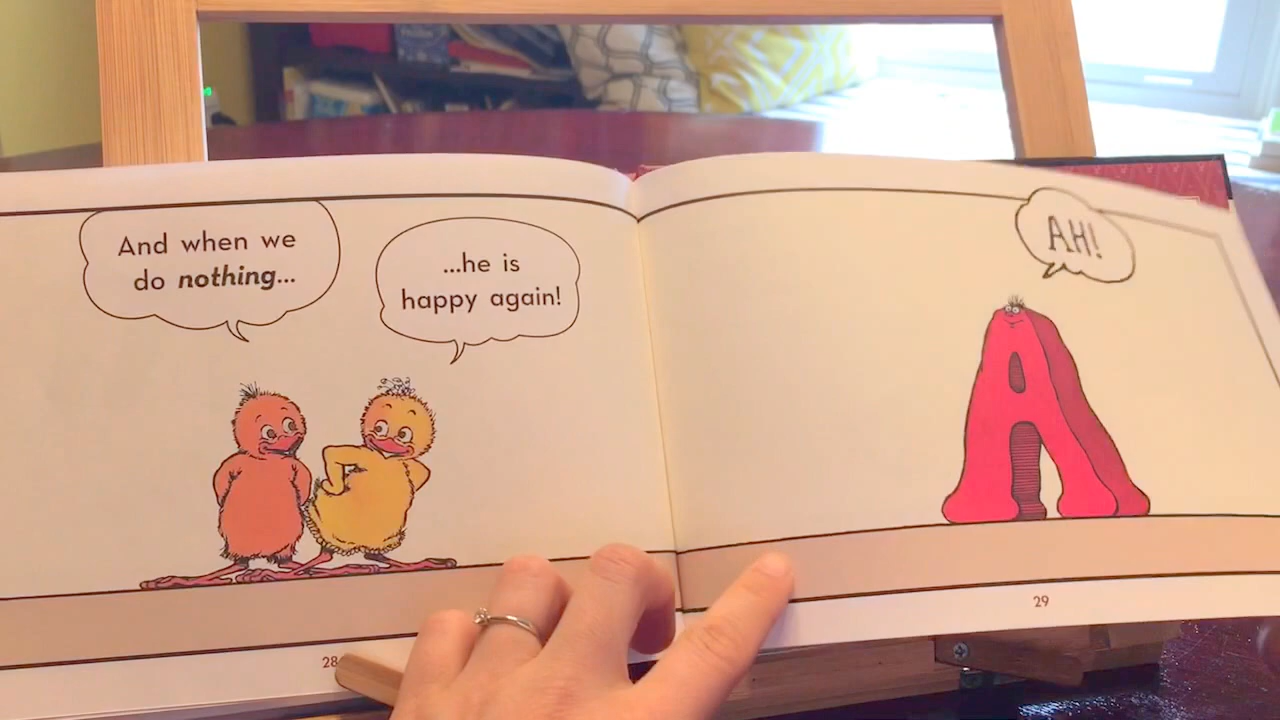 And when we
do nothing...
...he is
happy again!
AH!
28
29